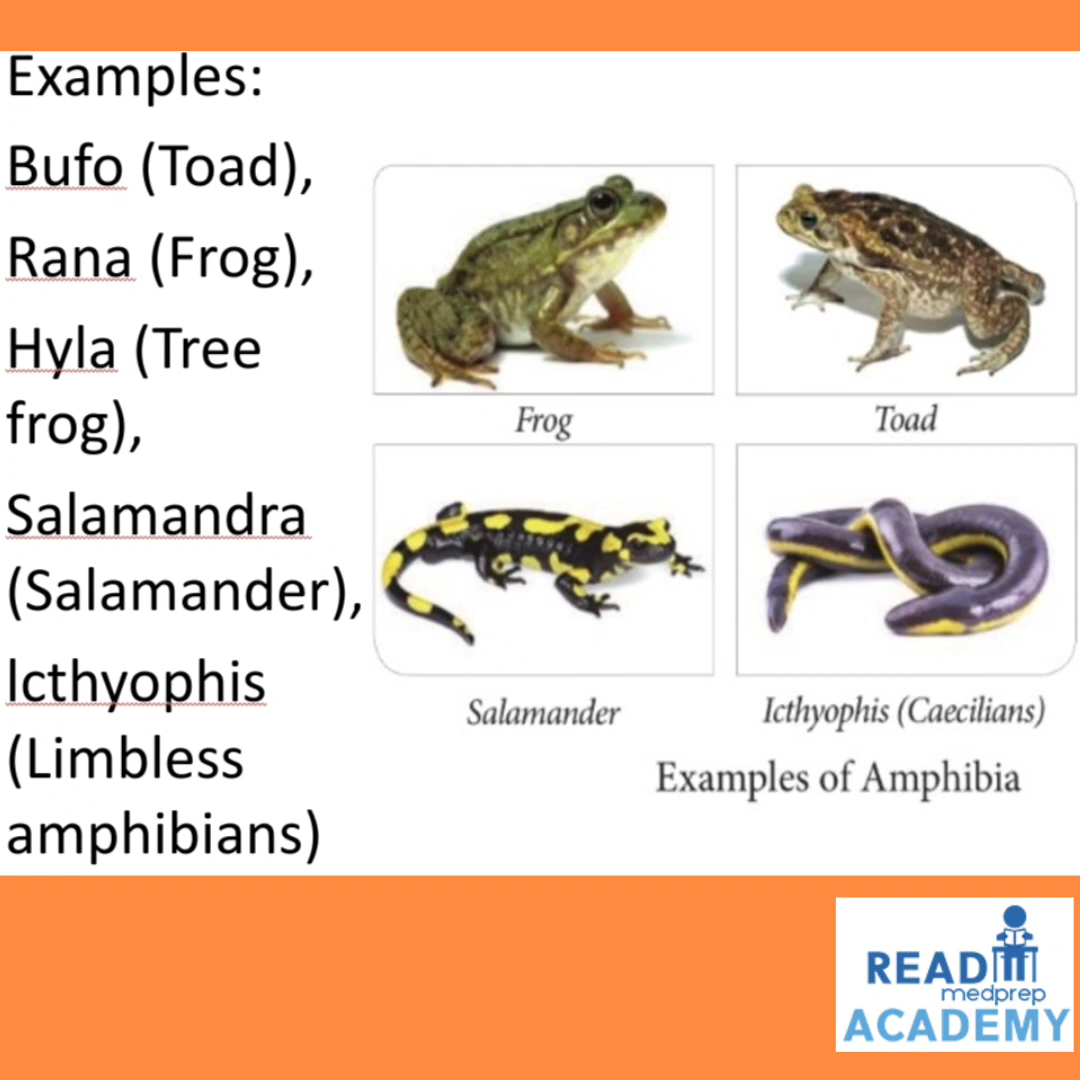 Examples:
Bufo (Toad),
Rana (Frog),
Hyla (Tree
frog),
Salamandra
(Salamander),
Icthyophis
(Limbless
amphibians)
Frog
Toad
Salamander
Icthyophis (Caecilians)
Examples of Amphibia
READ
medprep
ACADEMY